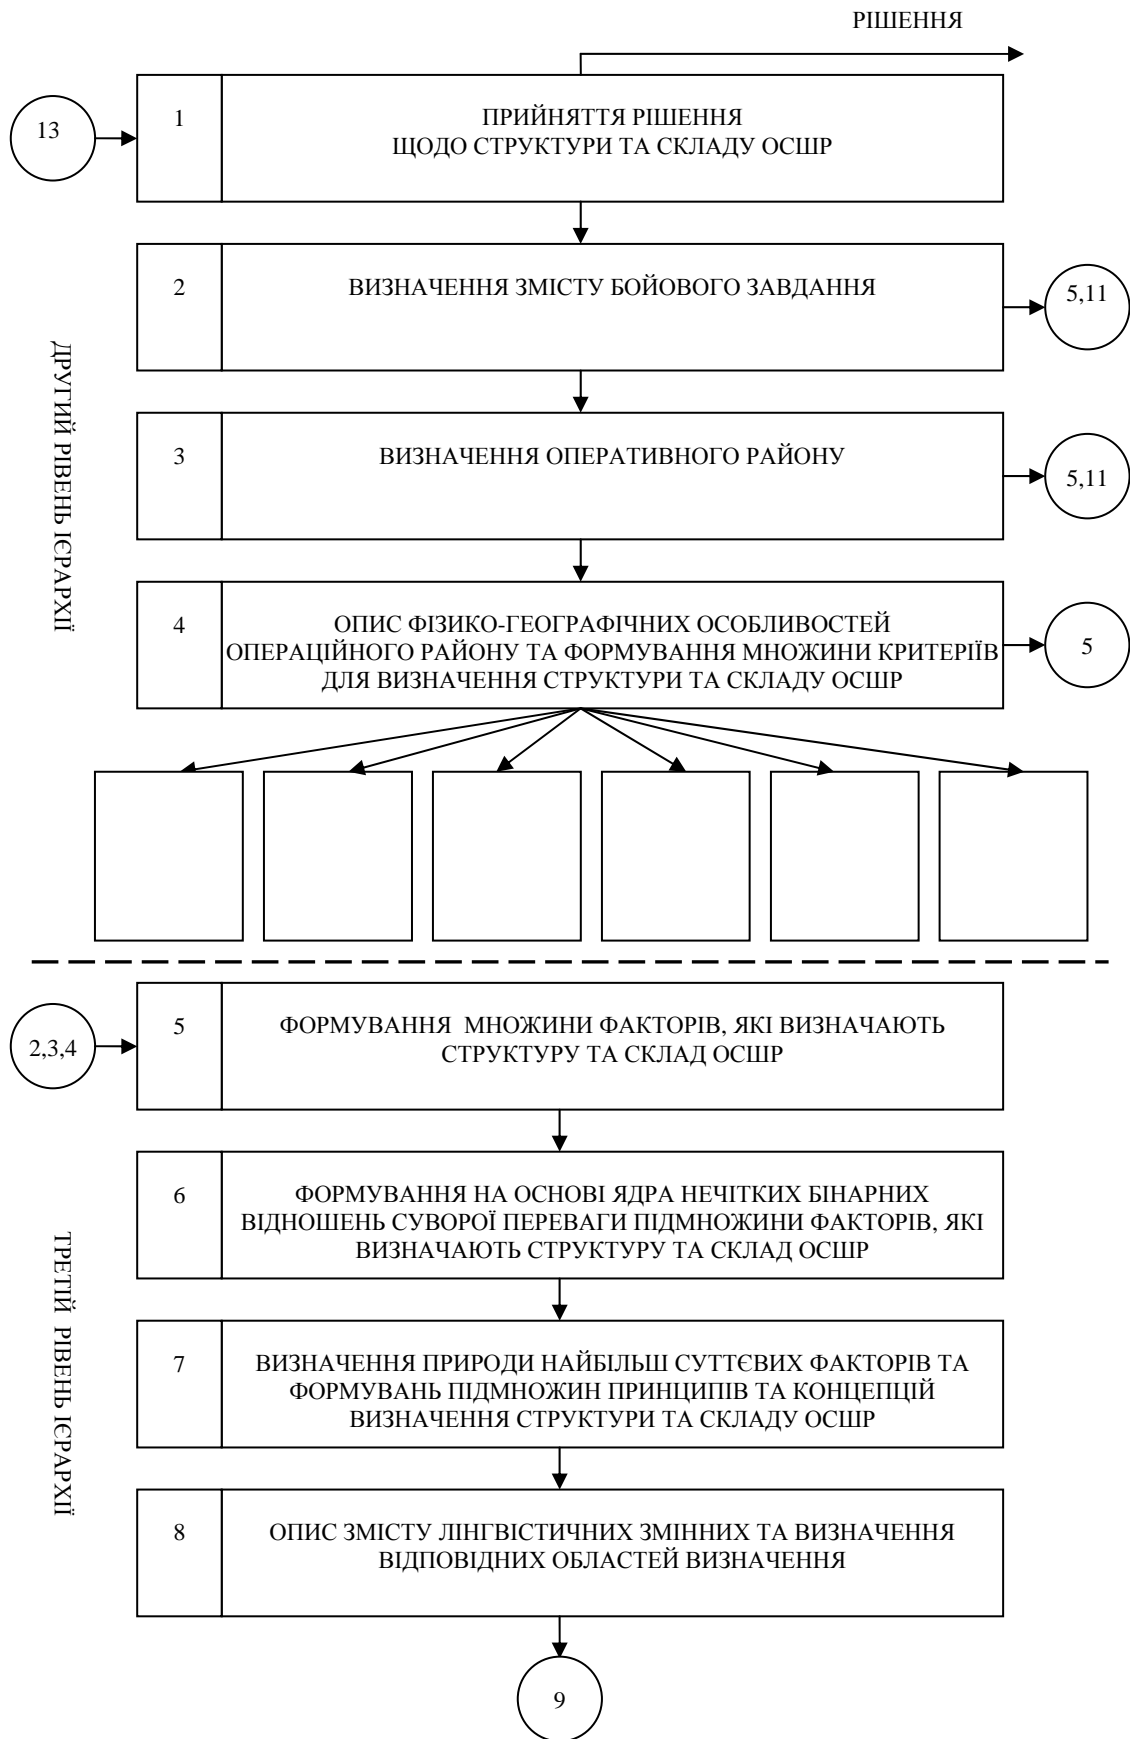 РІШЕННЯ
13
1
ПРИЙНЯТТЯ РІШЕННЯ
ЩОДО СТРУКТУРИ ТА СКЛАДУ ОСШР
2
ВИЗНАЧЕННЯ ЗМІСТУ БОЙОВОГО ЗАВДАННЯ
5,11
ДРУГИЙ РІВЕНЬ ІЄРАРХІЇ
3
ВИЗНАЧЕННЯ ОПЕРАТИВНОГО РАЙОНУ
5,11
4
ОПИС ФІЗИКО-ГЕОГРАФІЧНИХ ОСОБЛИВОСТЕЙ
ОПЕРАЦІЙНОГО РАЙОНУ ТА ФОРМУВАННЯ МНОЖИНИ КРИТЕРІЇВ
ДЛЯ ВИЗНАЧЕННЯ СТРУКТУРИ ТА СКЛАДУ ОСШР
5
2,3,4
5
ФОРМУВАННЯ МНОЖИНИ ФАКТОРІВ, ЯКІ ВИЗНАЧАЮТЬ
СТРУКТУРУ ТА СКЛАД ОСШР
6
ФОРМУВАННЯ НА ОСНОВІ ЯДРА НЕЧІТКИХ БІНАРНИХ
ВІДНОШЕНЬ СУВОРОЇ ПЕРЕВАГИ ПІДМНОЖИНИ ФАКТОРІВ, ЯКІ
ВИЗНАЧАЮТЬ СТРУКТУРУ ТА СКЛАД ОСШР
ТРЕТІЙ РІВЕНЬ ІЄРАРХІЇ
7
ВИЗНАЧЕННЯ ПРИРОДИ НАЙБІЛЬШ СУТТЄВИХ ФАКТОРІВ ТА
ФОРМУВАНЬ ПІДМНОЖИН ПРИНЦИПІВ ТА КОНЦЕПЦІЙ
ВИЗНАЧЕННЯ СТРУКТУРИ ТА СКЛАДУ ОСШР
8
ОПИС ЗМІСТУ ЛІНГВІСТИЧНИХ ЗМІННИХ ТА ВИЗНАЧЕННЯ
ВІДПОВІДНИХ ОБЛАСТЕЙ ВИЗНАЧЕННЯ
9